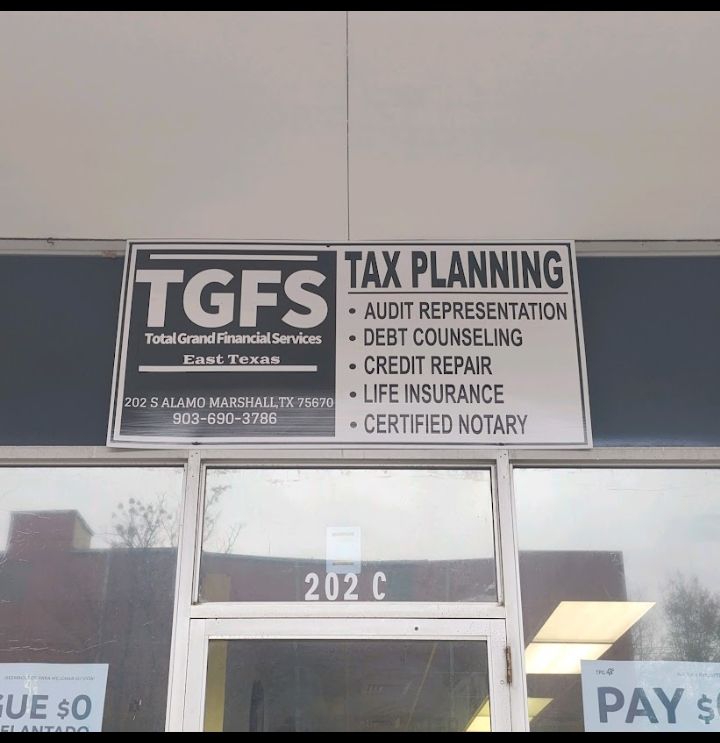 TGFS
Total Grand Financial Services
East Texas
202 S ALAMO MARSHALL,TX 75670
903-690-3786
TAX PLANNING
• AUDIT REPRESENTATION
• DEBT COUNSELING
• CREDIT REPAIR
• LIFE INSURANCE
• CERTIFIED NOTARY
202 C
GUE $0
ELANTADO
PAY $